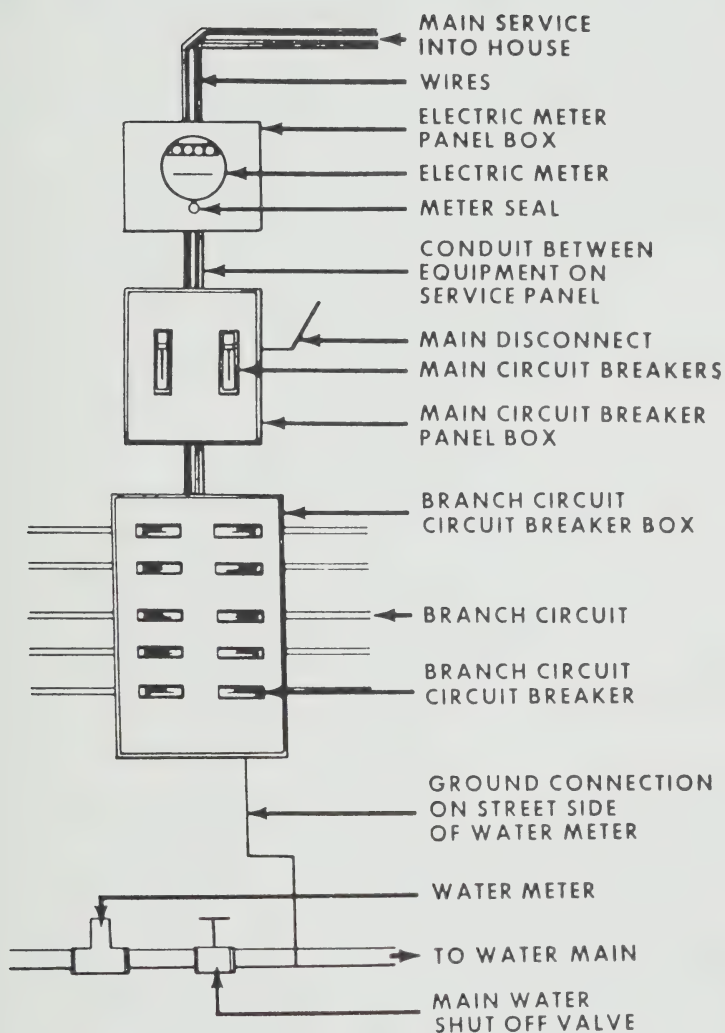 MAIN SERVICE
INTO HOUSE
WIRES
ELECTRIC METER
PANEL BOX
ELECTRIC METER
METER SEAL
CONDUIT BETWEEN
EQUIPMENT ON
SERVICE PANEL
MAIN DISCONNECT
MAIN CIRCUIT BREAKERS
MAIN CIRCUIT BREAKER
PANEL BOX
BRANCH CIRCUIT
CIRCUIT BREAKER BOX
BRANCH CIRCUIT
BRANCH CIRCUIT
CIRCUIT BREAKER
GROUND CONNECTION
ON STREET SIDE
OF WATER METER
WATER METER
TO WATER MAIN
MAIN WATER
SHUT OFF VALVE